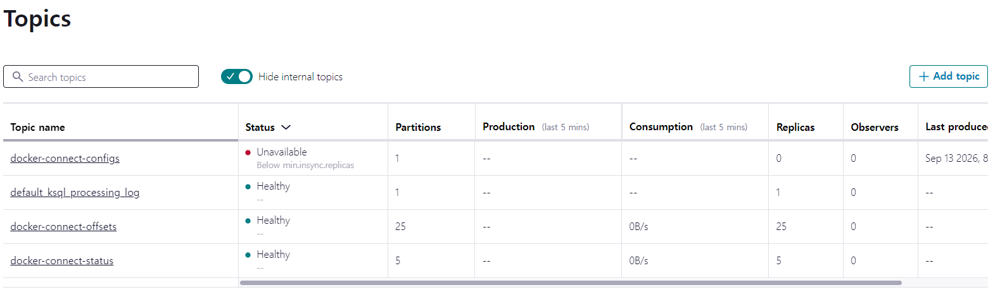 Topics
Search topics
Hide internal topics
Add topic
Topic name Status Partitions Production (last 5 mins) Consumption (last 5 mins) Replicas Observers Last produced
docker-connect-configs Unavailable 1 -- -- 0 0 Sep 13 2026, 8
Below min.insync.replicas
default_ksql_processing_log Healthy 1 -- -- 1 0 --
--
docker-connect-offsets Healthy 25 -- 0B/s 25 0 --
--
docker-connect-status Healthy 5 -- 0B/s 5 0 --
--